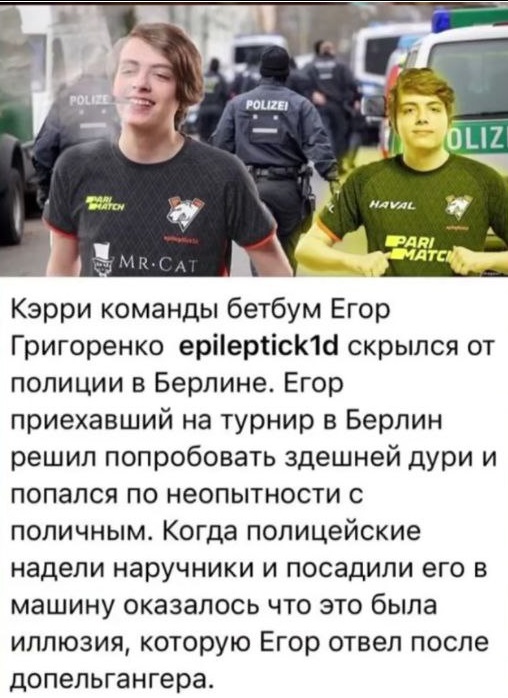 POLIZE
POLIZEI
OLIZ
PARI
MATCH
MR·CAT
HAVAL
PARI
MATCH
Кэрри команды бетбум Егор
Григоренко epileptick1d скрылся от
полиции в Берлине. Егор
приехавший на турнир в Берлин
решил попробовать здешней дури и
попался по неопытности с
поличным. Когда полицейские
надели наручники и посадили его в
машину оказалось что это была
иллюзия, которую Егор отвел после
допельгангера.